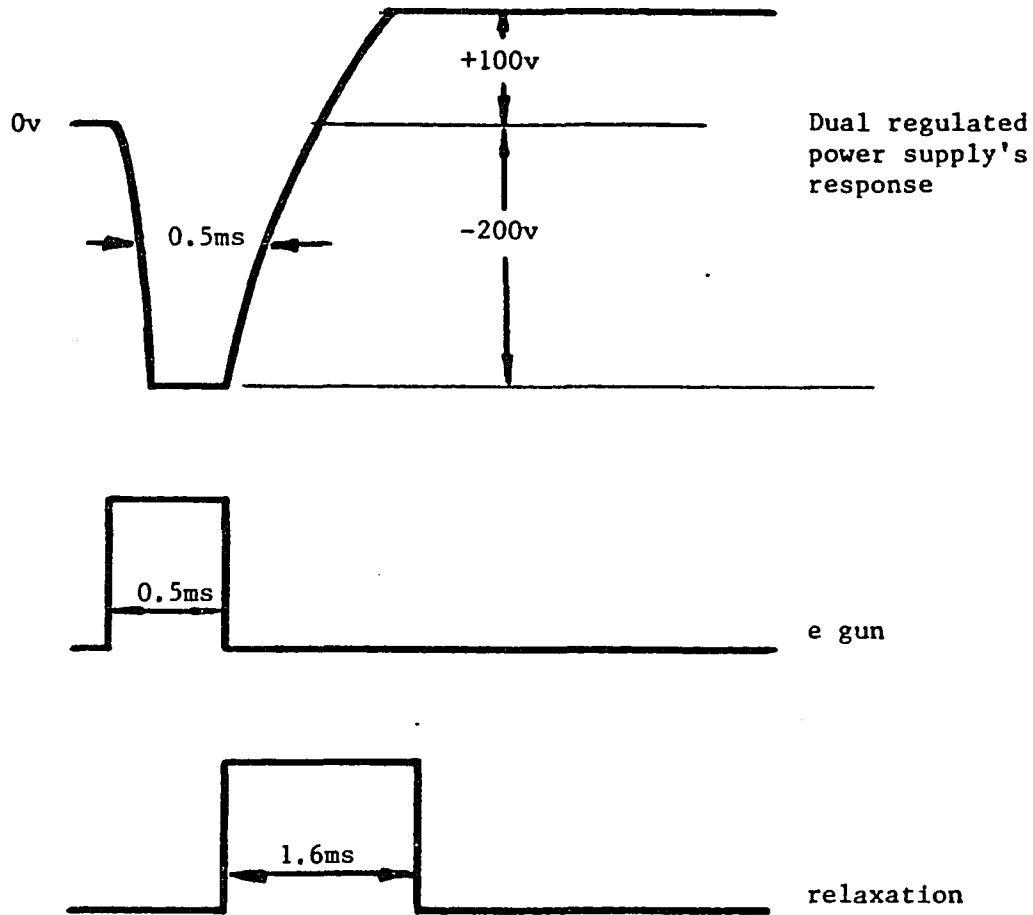 +100v
0v
Dual regulated
power supply's
response
0.5ms
-200v
0.5ms
e gun
1.6ms
relaxation